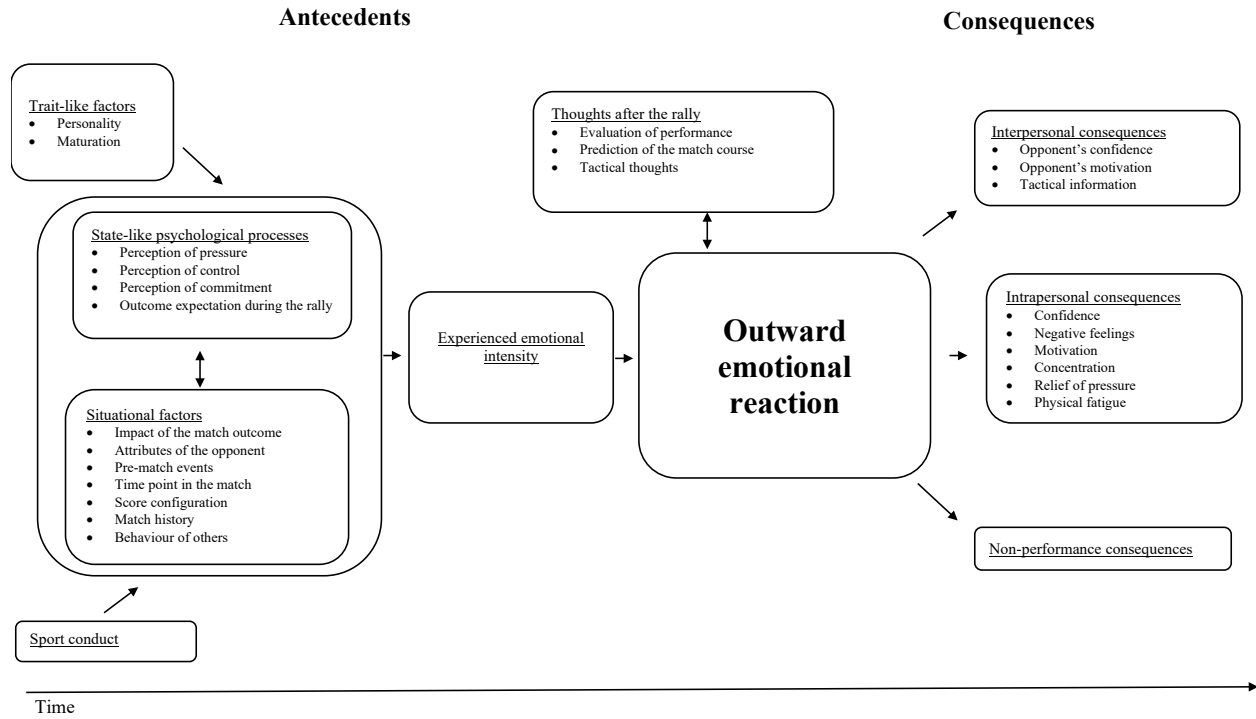 Antecedents
Consequences
Trait-like factors
• Personality
• Maturation
State-like psychological processes
• Perception of pressure
• Perception of control
• Perception of commitment
• Outcome expectation during the rally
Situational factors
• Impact of the match outcome
• Attributes of the opponent
• Pre-match events
• Time point in the match
• Score configuration
• Match history
• Behaviour of others
Sport conduct
Experienced emotional
intensity
Thoughts after the rally
• Evaluation of performance
• Prediction of the match course
• Tactical thoughts
Outward
emotional
reaction
Interpersonal consequences
• Opponent’s confidence
• Opponent’s motivation
• Tactical information
Intrapersonal consequences
• Confidence
• Negative feelings
• Motivation
• Concentration
• Relief of pressure
• Physical fatigue
Non-performance consequences
Time